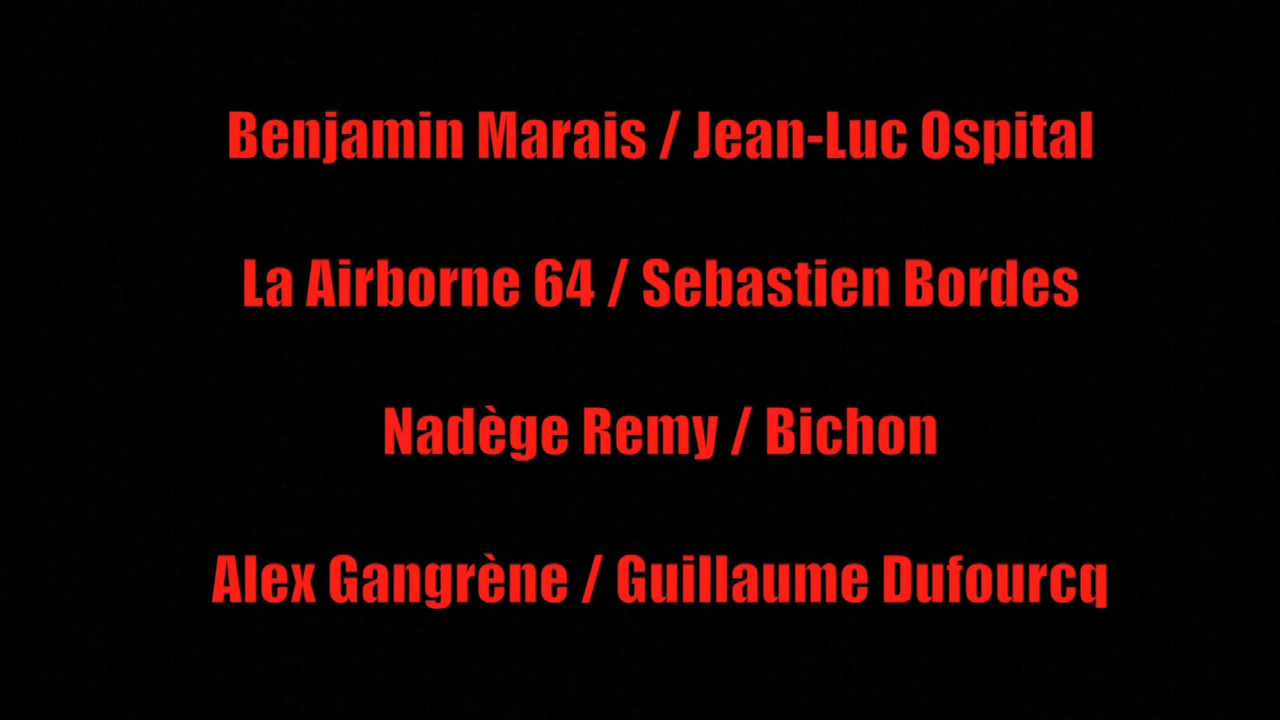 Benjamin Marais / Jean-Luc Ospital
La Airborne 64 / Sebastien Bordes
Nadège Remy / Bichon
Alex Gangrène / Guillaume Dufourcq